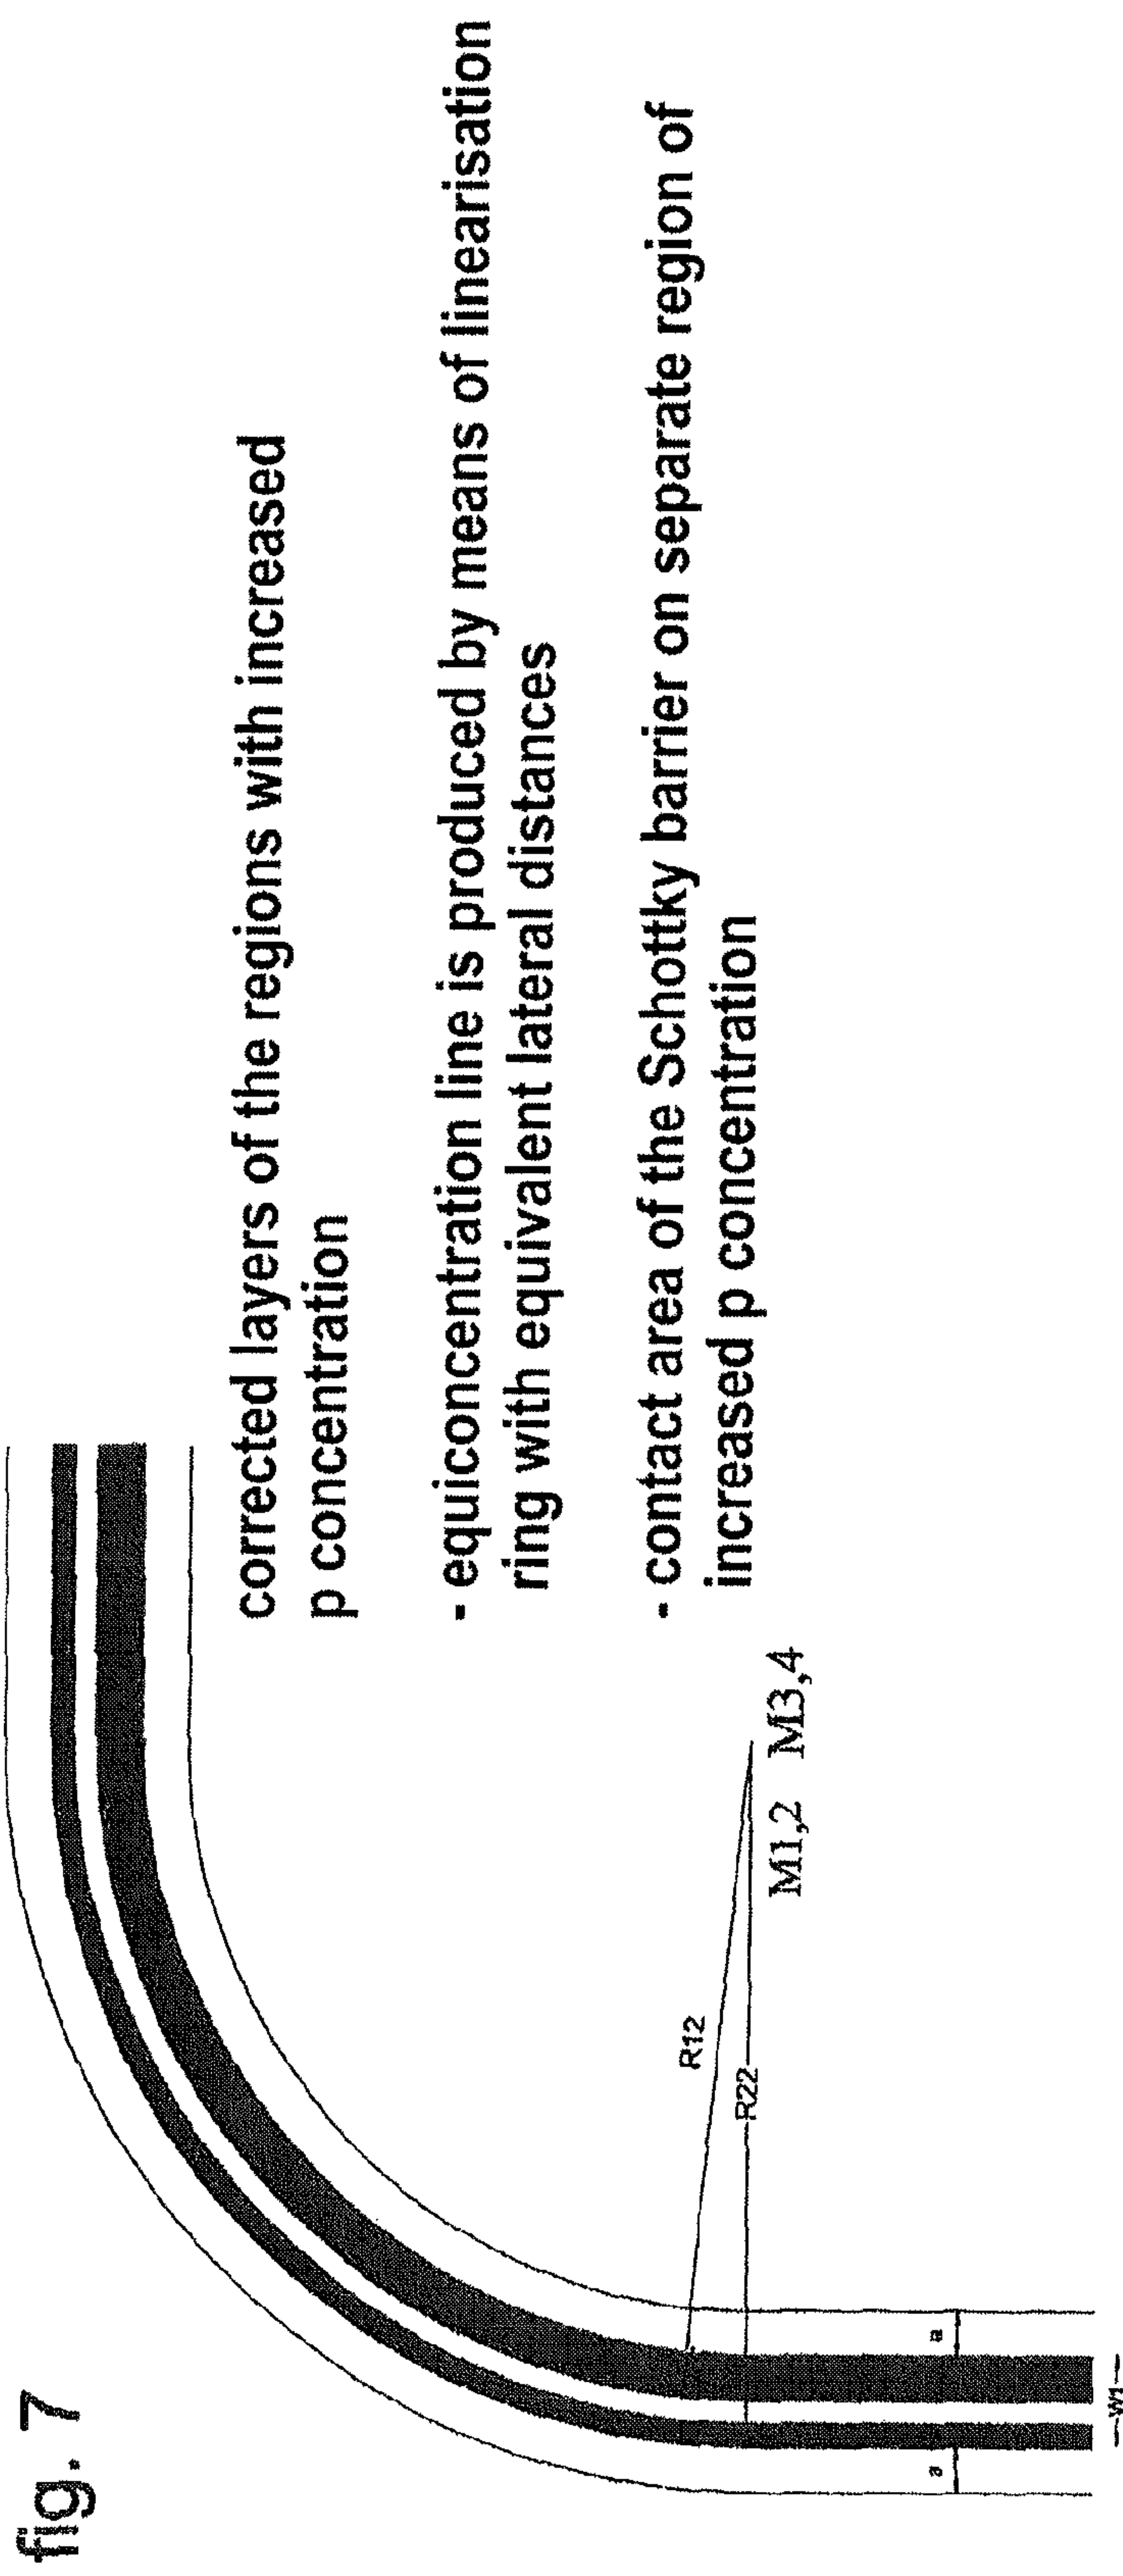 fig. 7
corrected layers of the regions with increased
p concentration
- equiconcentration line is produced by means of linearisation
ring with equivalent lateral distances
- contact area of the Schottky barrier on separate region of
increased p concentration
M1,2 M3,4
R12
R22
a
a
W1